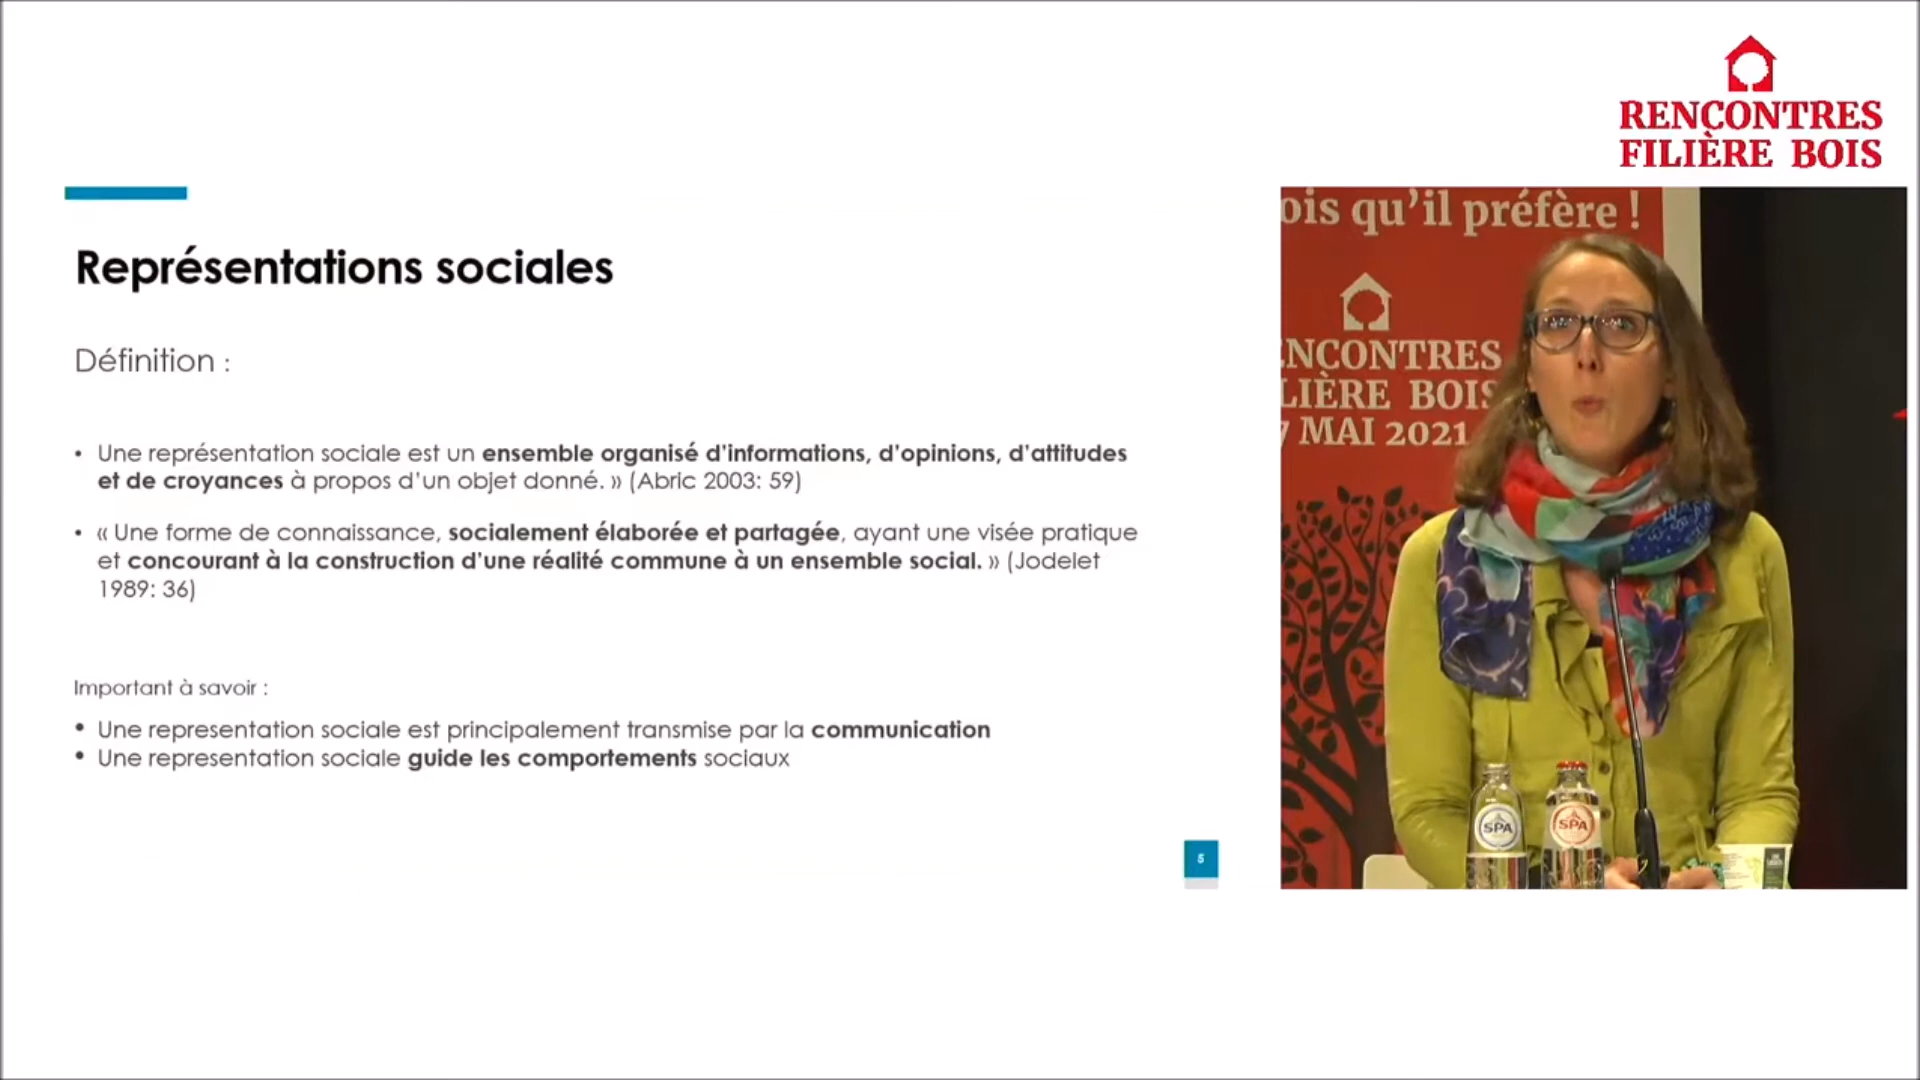 RENCONTRES
FILIÈRE BOIS
Représentations sociales
Définition :
• Une représentation sociale est un ensemble organisé d'informations, d'opinions, d'attitudes
et de croyances à propos d'un objet donné. » (Abric 2003: 59)
• « Une forme de connaissance, socialement élaborée et partagée, ayant une visée pratique
et concourant à la construction d'une réalité commune à un ensemble social. » (Jodelet
1989: 36)
Important à savoir :
• Une representation sociale est principalement transmise par la communication
• Une representation sociale guide les comportements sociaux
5
ois qu'il préfère !
ENCONTRES
LIÈRE BOIS
7 MAI 2021
SPA
SPA